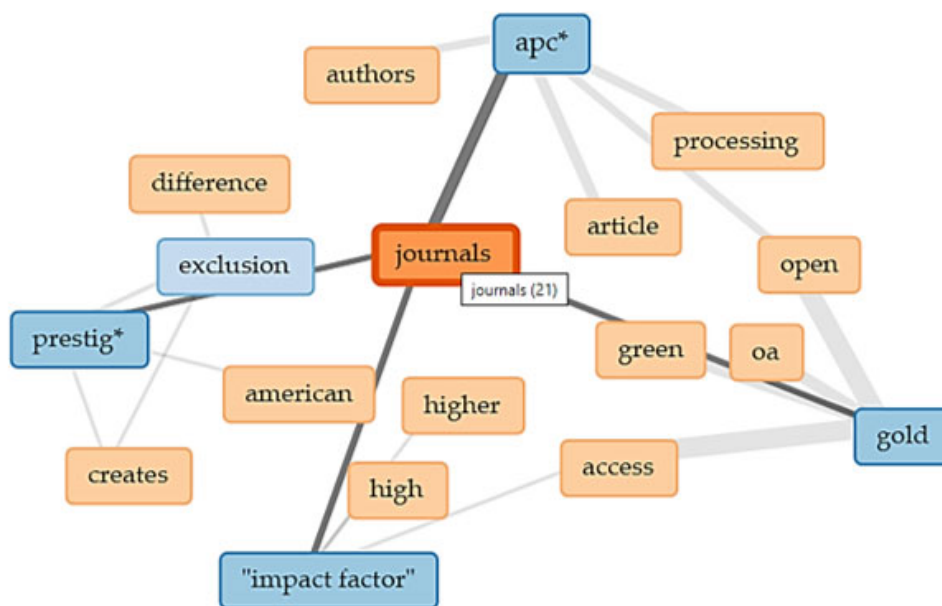 apc*
authors
processing
difference
article
journals
exclusion
open
journals (21)
prestig*
green
oa
american
higher
gold
creates
access
high
"impact factor"